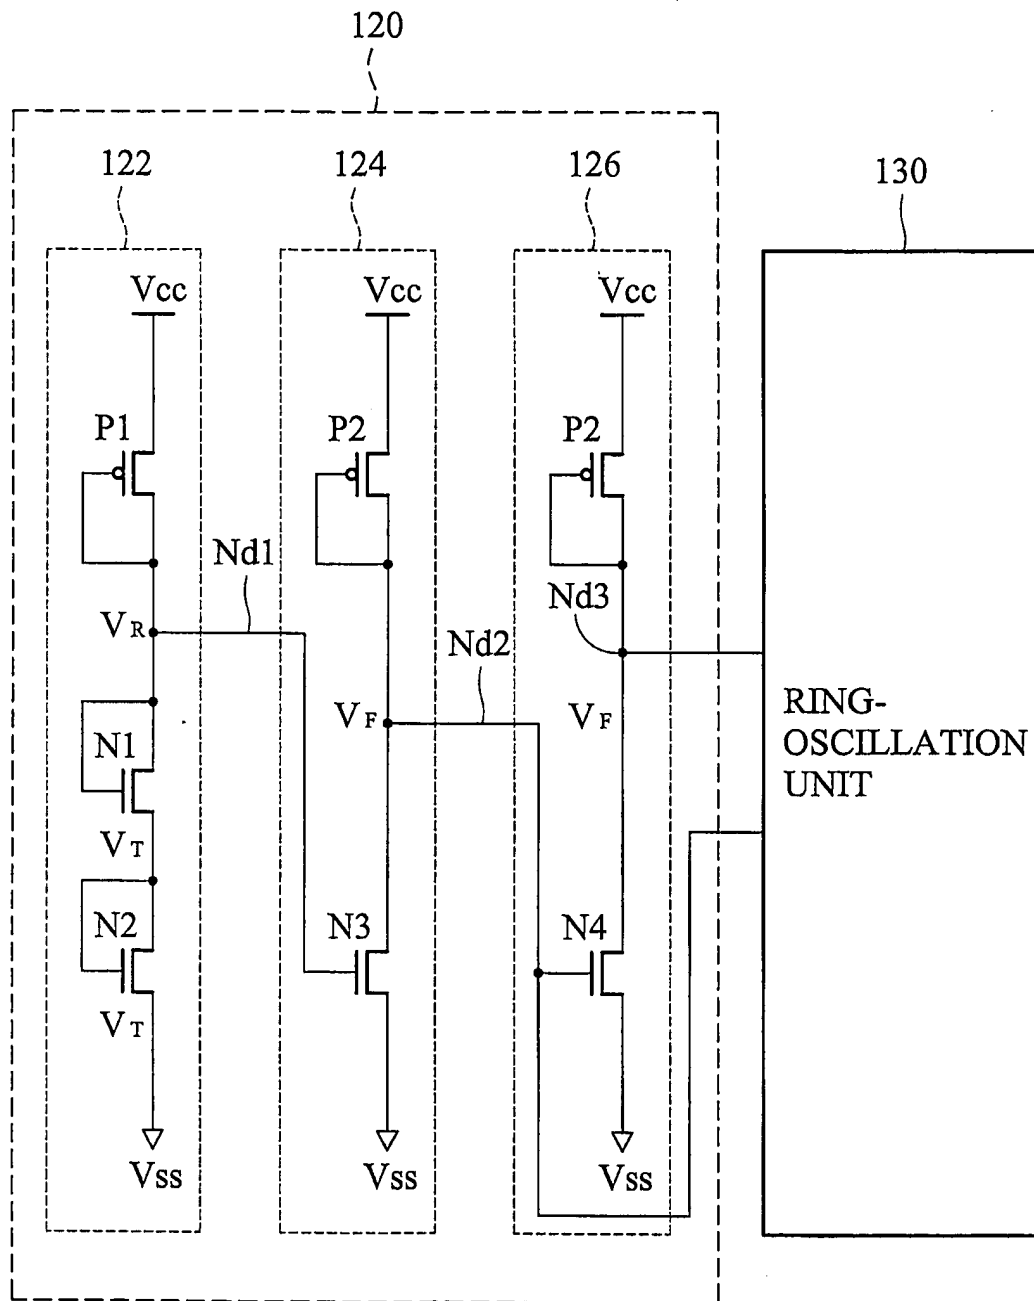 120
122
124
126
130
Vcc
Vcc
Vcc
P1
P2
P2
Nd1
Nd3
VR
Nd2
VF
VF
RING-
OSCILLATION
UNIT
N1
VT
N2
N3
N4
VT
Vss
Vss
Vss